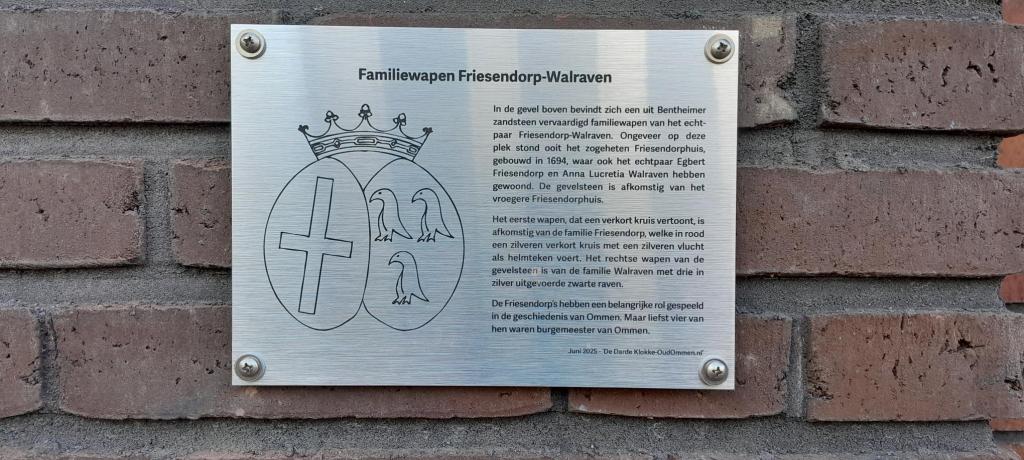 Familiewapen Friesendorp-Walraven
In de gevel boven bevindt zich een uit Bentheimer
zandsteen vervaardigd familiewapen van het echt-
paar Friesendorp-Walraven. Ongeveer op deze
plek stond ooit het zogeheten Friesendorphuis,
gebouwd in 1694, waar ook het echtpaar Egbert
Friesendorp en Anna Lucretia Walraven hebben
gewoond. De gevelsteen is afkomstig van het
vroegere Friesendorphuis.
Het eerste wapen, dat een verkort kruis vertoont, is
afkomstig van de familie Friesendorp, welke in rood
een zilveren verkort kruis met een zilveren vlucht
als helmteken voert. Het rechtse wapen van de
gevelsteen is van de familie Walraven met drie in
zilver uitgevoerde zwarte raven.
De Friesendorp's hebben een belangrijke rol gespeeld
in de geschiedenis van Ommen. Maar liefst vier van
hen waren burgemeester van Ommen.
Juni 2025 - 'De Darde Klokke-OudOmmen.nl'